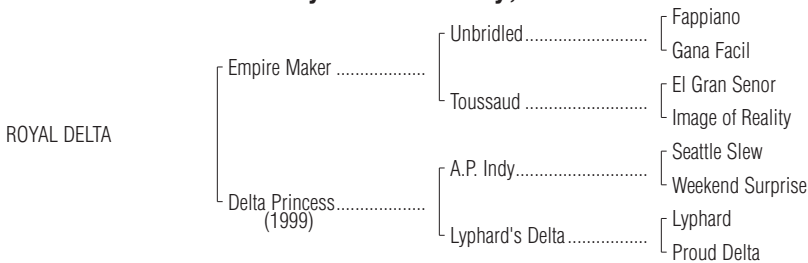 Fappiano
Unbridled
Gana Facil
Empire Maker
El Gran Senor
Toussaud
Image of Reality
ROYAL DELTA
Seattle Slew
A.P. Indy
Weekend Surprise
Delta Princess
(1999)
Lyphard
Lyphard's Delta
Proud Delta